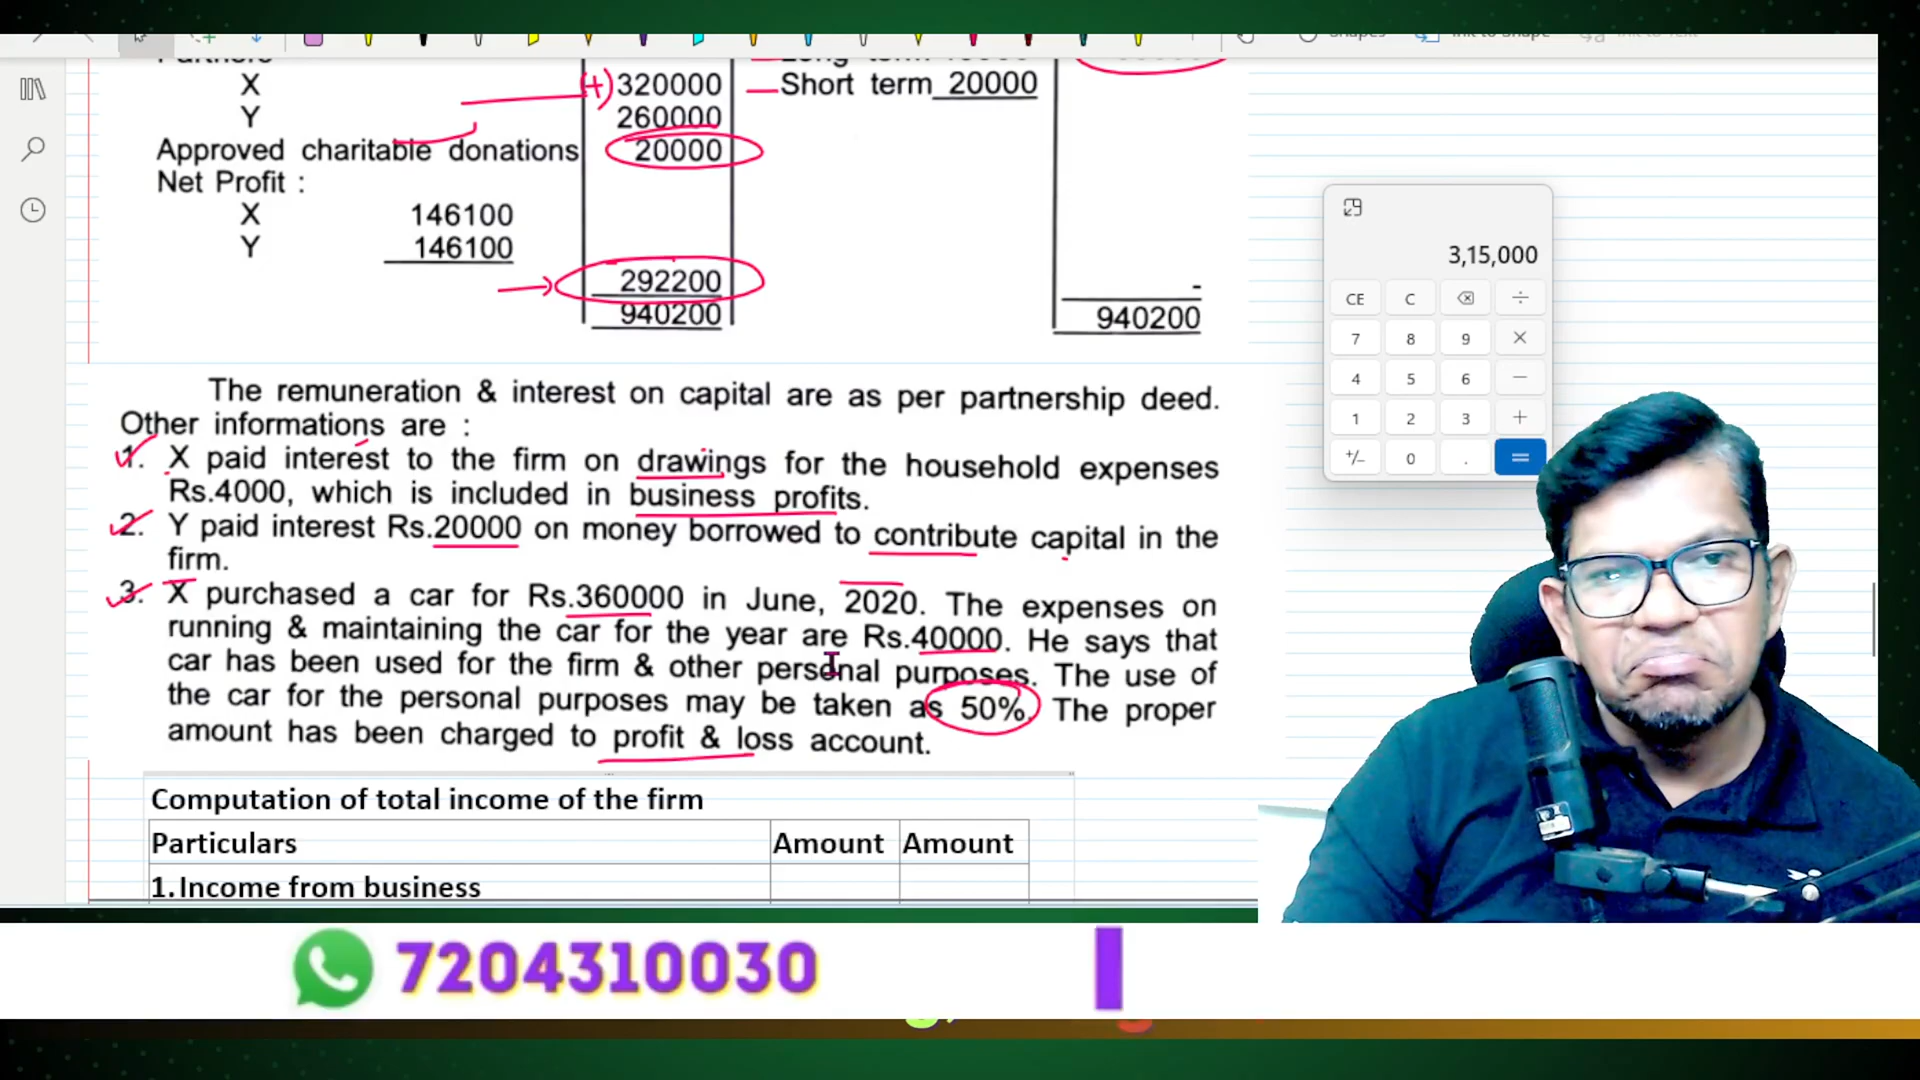 Partners
X (+) 320000
Short term 20000
Y 260000
Approved charitable donations 20000
Net Profit :
X 146100
Y 146100
292200
940200
-
940200
The remuneration & interest on capital are as per partnership deed.
Other informations are :
1. X paid interest to the firm on drawings for the household expenses
Rs.4000, which is included in business profits.
2. Y paid interest Rs.20000 on money borrowed to contribute capital in the
firm.
3. X purchased a car for Rs.360000 in June, 2020. The expenses on
running & maintaining the car for the year are Rs.40000. He says that
car has been used for the firm & other personal purposes. The use of
the car for the personal purposes may be taken as 50%. The proper
amount has been charged to profit & loss account.
Computation of total income of the firm
Particulars Amount Amount
1.Income from business
3,15,000
CE C ÷
7 8 9 ×
4 5 6 −
1 2 3 +
+/− 0 . =
7204310030